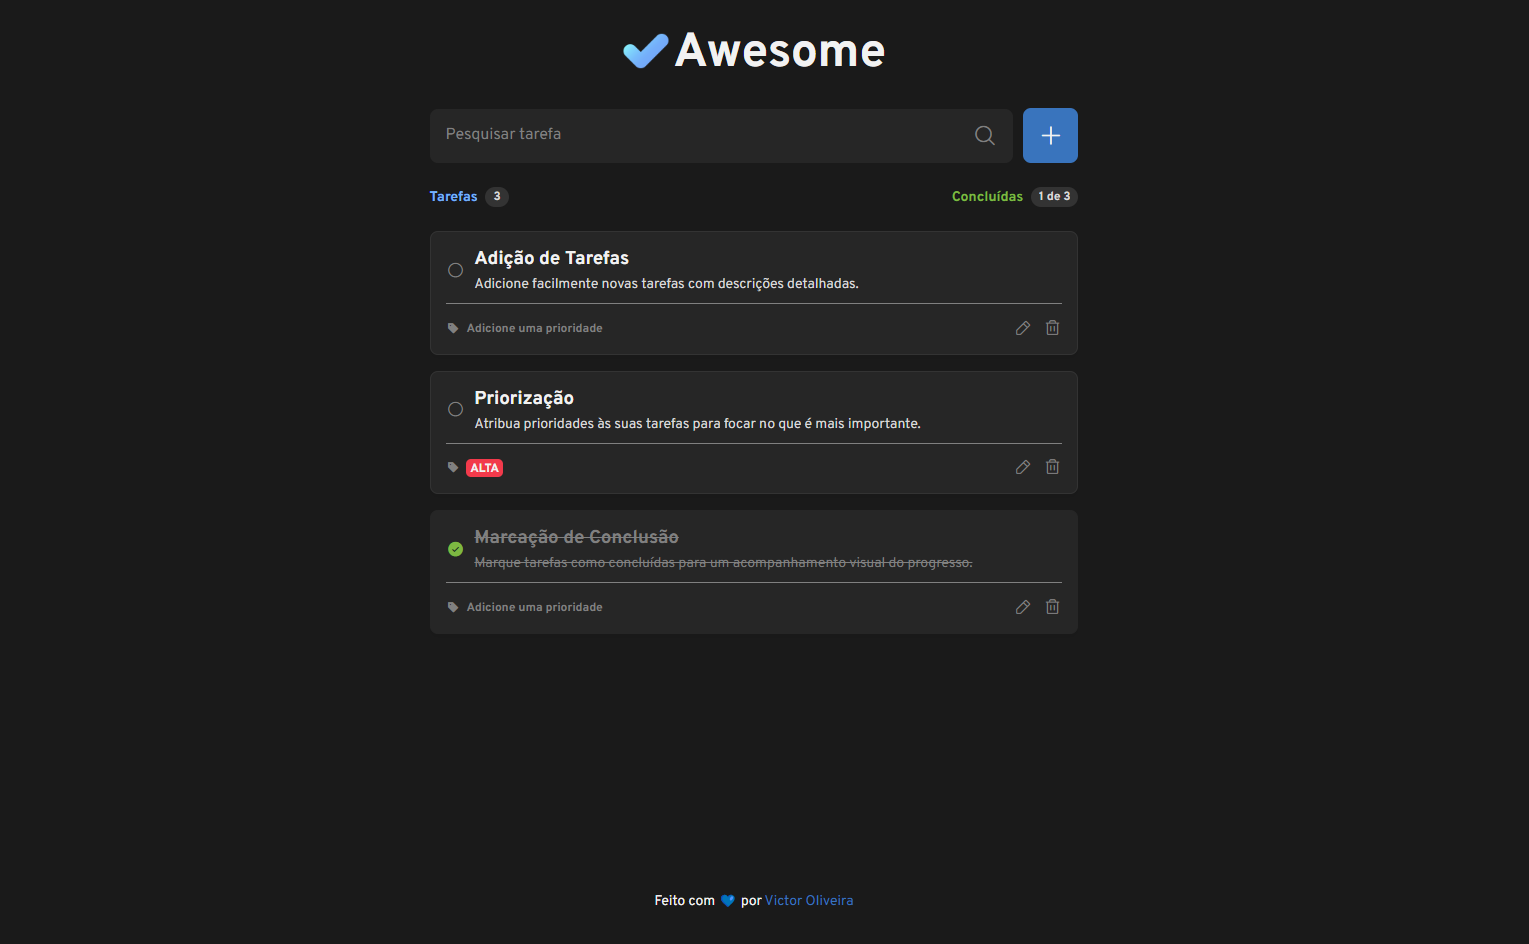 Awesome
Pesquisar tarefa
Tarefas 3
Concluídas 1 de 3
Adição de Tarefas
Adicione facilmente novas tarefas com descrições detalhadas.
Adicione uma prioridade
Priorização
Atribua prioridades às suas tarefas para focar no que é mais importante.
ALTA
Marcação de Conclusão
Marque tarefas como concluídas para um acompanhamento visual do progresso.
Adicione uma prioridade
Feito com 💙 por Victor Oliveira